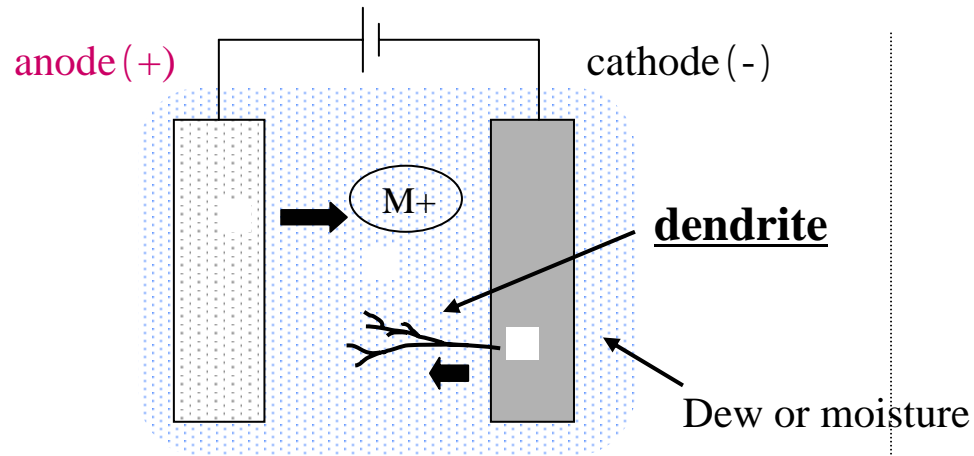 anode(+)
cathode(-)
M+
dendrite
Dew or moisture